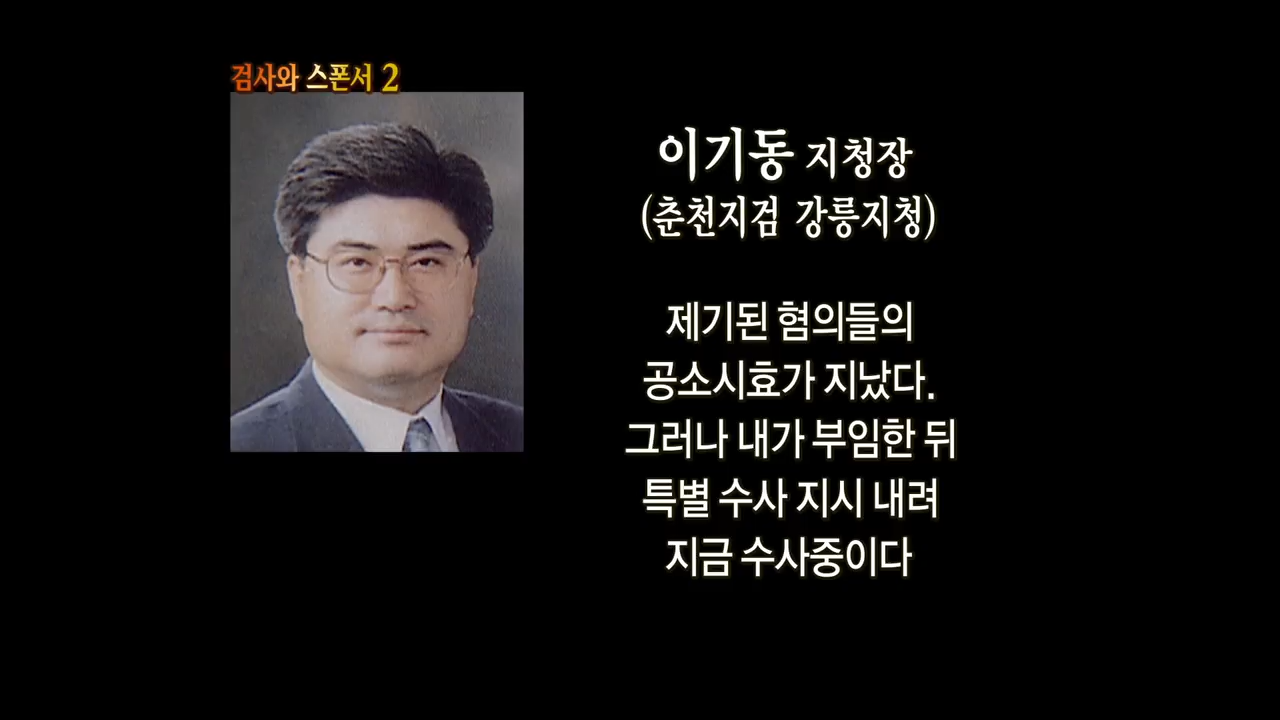 검사와 스폰서 2
이기동 지청장
(춘천지검 강릉지청)
제기된 혐의들의
공소시효가 지났다.
그러나 내가 부임한 뒤
특별 수사 지시 내려
지금 수사중이다